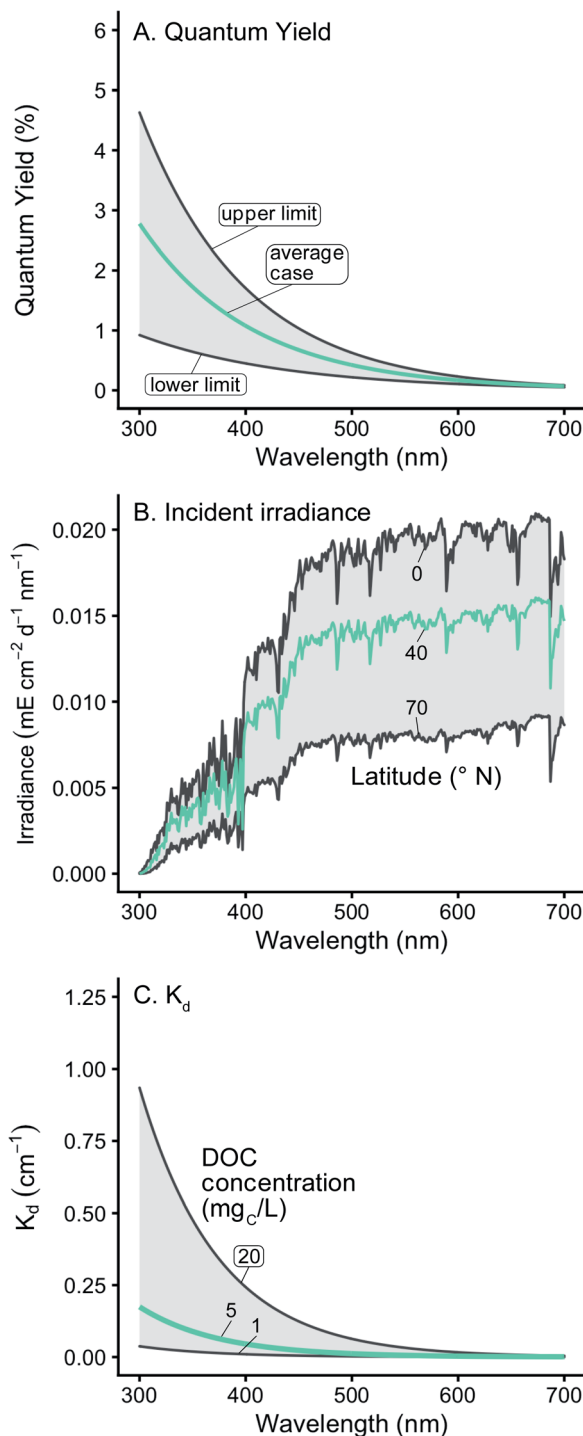 A. Quantum Yield
Quantum Yield (%)
6
5
4
3
2
1
0
upper limit
average
case
lower limit
300
400
500
600
700
Wavelength (nm)
B. Incident irradiance
Irradiance (mE cm⁻² d⁻¹ nm⁻¹)
0.020
0.015
0.010
0.005
0.000
0
40
70
Latitude (° N)
300
400
500
600
700
Wavelength (nm)
C. K_d
K_d (cm⁻¹)
1.25
1.00
0.75
0.50
0.25
0.00
DOC
concentration
(mg_C/L)
20
5
1
300
400
500
600
700
Wavelength (nm)